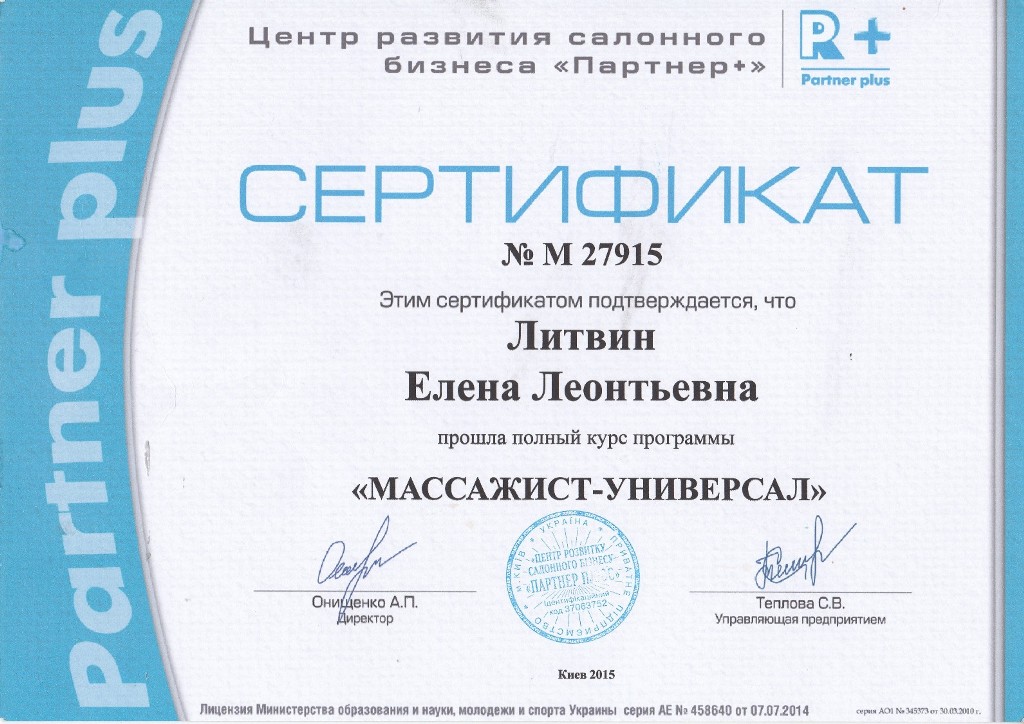 Partner plus
Центр развития салонного
бизнеса «Партнер+»
R +
Partner plus
СЕРТИФИКАТ
№ М 27915
Этим сертификатом подтверждается, что
Литвин
Елена Леонтьевна
прошла полный курс программы
«МАССАЖИСТ-УНИВЕРСАЛ»
УКРАЇНА * ПРИВАТНЕ ПІДПРИЄМСТВО * М.КИЇВ *
«ЦЕНТР РОЗВИТКУ
САЛОННОГО БІЗНЕСУ
«ПАРТНЕР
Ідентифікаційний
код 37063752
Онищенко А.П.
Директор
Теплова С.В.
Управляющая предприятием
Киев 2015
Лицензия Министерства образования и науки, молодежи и спорта Украины серия АЕ № 458640 от 07.07.2014
серия АО1 № 345373 от 30.03.2010 г.